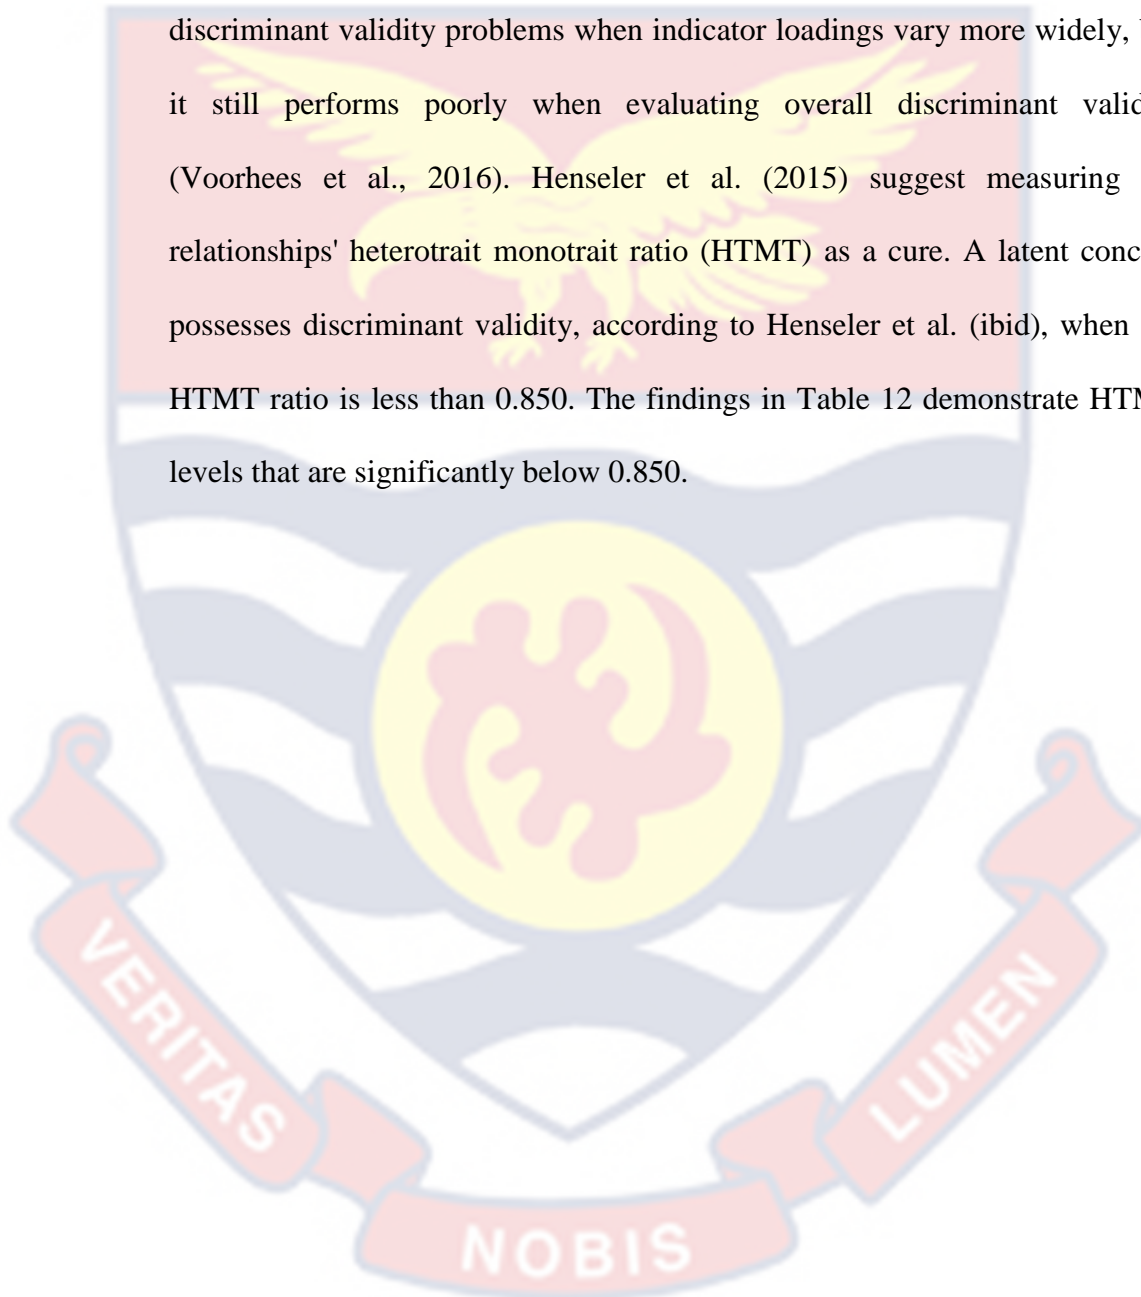 discriminant validity problems when indicator loadings vary more widely,
it still performs poorly when evaluating overall discriminant valid
(Voorhees et al., 2016). Henseler et al. (2015) suggest measuring
relationships' heterotrait monotrait ratio (HTMT) as a cure. A latent conc
possesses discriminant validity, according to Henseler et al. (ibid), when
HTMT ratio is less than 0.850. The findings in Table 12 demonstrate HTM
levels that are significantly below 0.850.
VERITAS
NOBIS
LUMEN